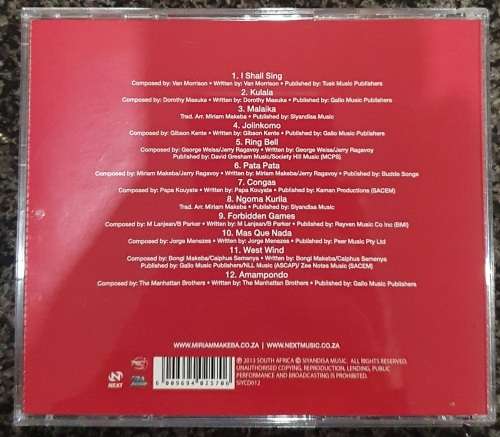 1. I Shall Sing
Composed by: Van Morrison • Written by: Van Morrison • Published by: Tusk Music Publishers
2. Kulala
Composed by: Dorothy Masuka • Written by: Dorothy Masuka • Published by: Gallo Music Publishers
3. Malaika
Trad. Arr. Miriam Makeba • Published by: Siyandisa Music
4. Jolinkomo
Composed by: Gibson Kente • Written by: Gibson Kente • Published by: Gallo Music Publishers
5. Ring Bell
Composed by: George Weiss/Jerry Ragavoy • Written by: George Weiss/Jerry Ragavoy
Published by: David Gresham Music/Society Hill Music (MCPS)
6. Pata Pata
Composed by: Miriam Makeba/Jerry Ragavoy • Written by: Miriam Makeba/Jerry Ragavoy • Published by: Budde Songs
7. Congas
Composed by: Papa Kouyate • Written by: Papa Kouyate • Published by: Keman Productions (SACEM)
8. Ngoma Kurila
Trad. Arr: Miriam Makeba • Published by: Siyandisa Music
9. Forbidden Games
Composed by: M Lanjean/B Parker • Written by: M Lanjean/B Parker • Published by: Rayven Music Co Inc (BMI)
10. Mas Que Nada
Composed by: Jorge Menezes • Written by: Jorge Menezes • Published by: Peer Music Pty Ltd
11. West Wind
Composed by: Bongi Makeba/Caiphus Semenya • Written by: Bongi Makeba/Caiphus Semenya
Published by: Gallo Music Publishers/NLL Music (ASCAP)/ Zee Notes Music (SACEM)
12. Amampondo
Composed by: The Manhattan Brothers • Written by: The Manhattan Brothers • Published by: Gallo Music Publishers
WWW.MIRIAMMAKEBA.CO.ZA | WWW.NEXTMUSIC.CO.ZA
℗ 2013 SOUTH AFRICA © SIYANDISA MUSIC. ALL RIGHTS RESERVED.
UNAUTHORISED COPYING, REPRODUCTION, LENDING, PUBLIC
PERFORMANCE AND BROADCASTING IS PROHIBITED.
SIYCD012
NEXT
6 009694 025706